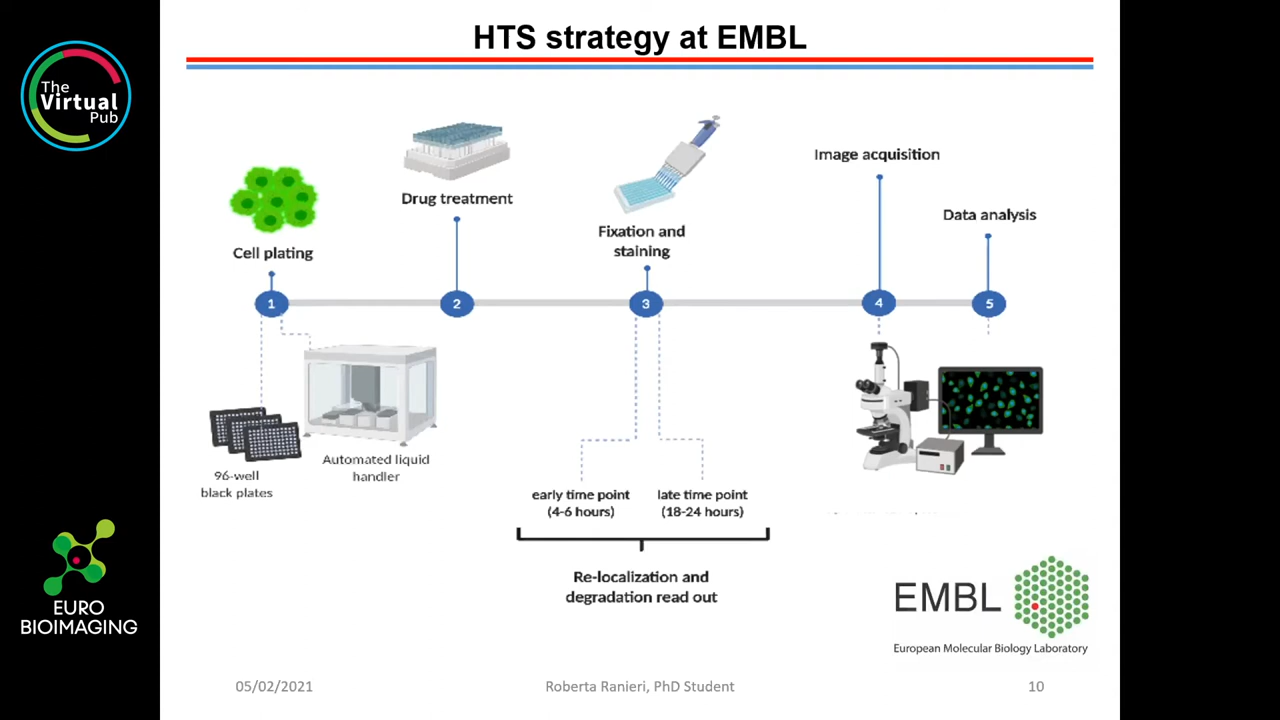 HTS strategy at EMBL
The
Virtual
Pub
Cell plating
Drug treatment
Fixation and
staining
Image acquisition
Data analysis
1
2
3
4
5
96-well
black plates
Automated liquid
handler
early time point
(4-6 hours)
late time point
(18-24 hours)
Re-localization and
degradation read out
EURO
BIOIMAGING
EMBL
European Molecular Biology Laboratory
05/02/2021
Roberta Ranieri, PhD Student
10